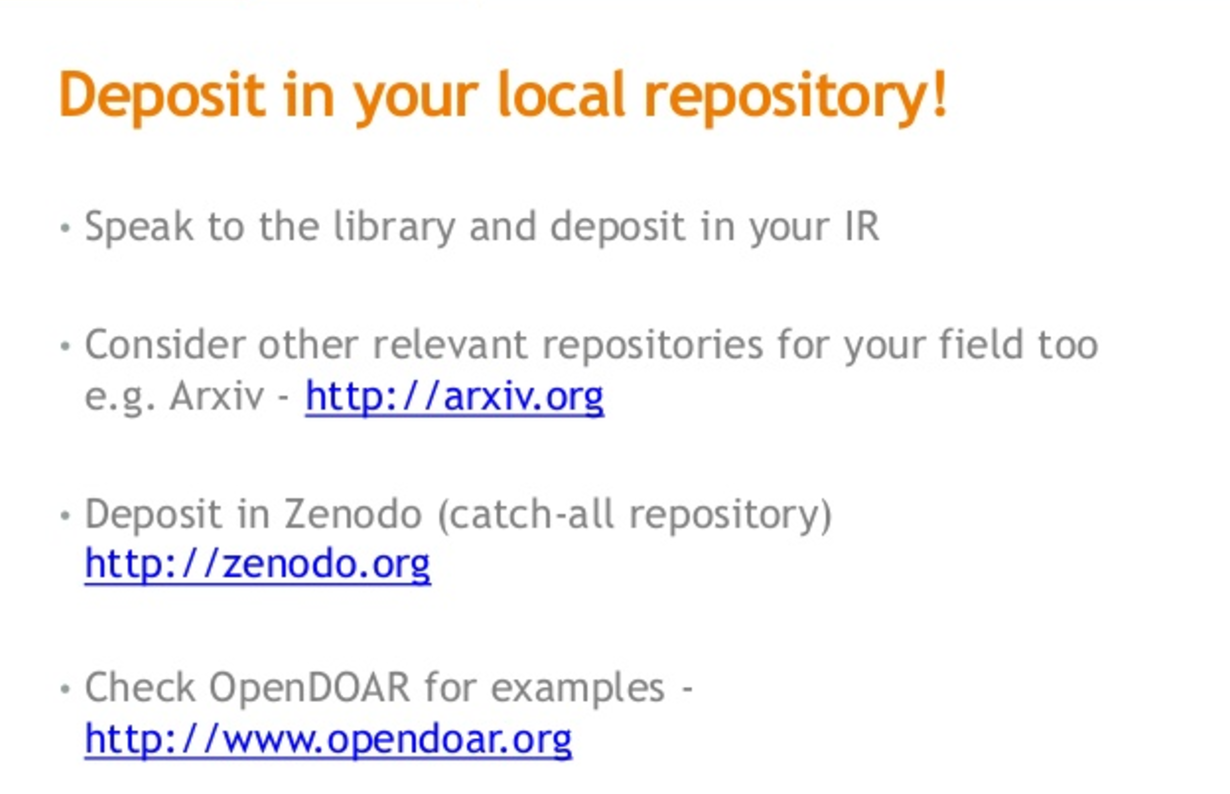 Deposit in your local repository!
• Speak to the library and deposit in your IR
• Consider other relevant repositories for your field too
e.g. Arxiv - http://arxiv.org
• Deposit in Zenodo (catch-all repository)
http://zenodo.org
• Check OpenDOAR for examples -
http://www.opendoar.org